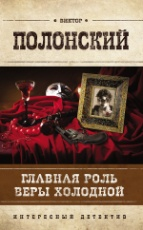 ВИКТОР
ПОЛОНСКИЙ
ГЛАВНАЯ РОЛЬ
ВЕРЫ ХОЛОДНОЙ
ИНТЕРЕСНЫЙ ДЕТЕКТИВ